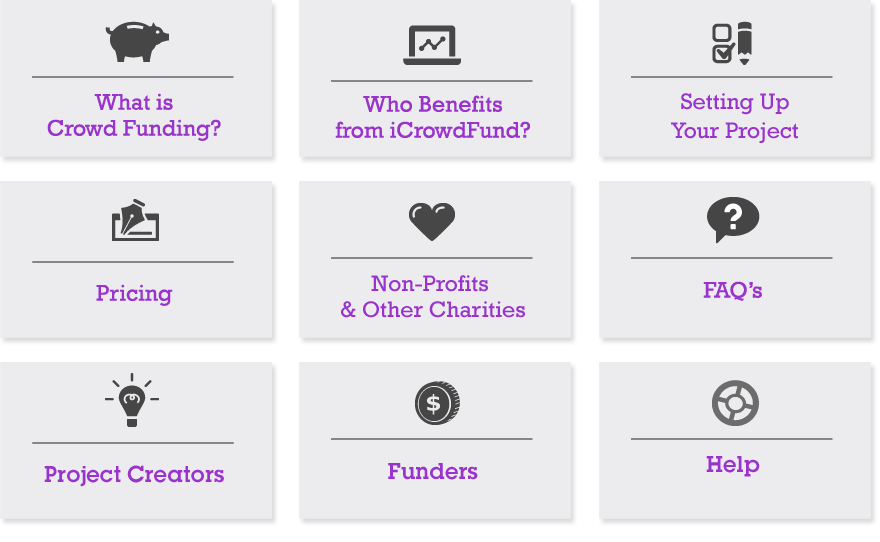 What is
Crowd Funding?
Who Benefits
from iCrowdFund?
Setting Up
Your Project
Pricing
Non-Profits
& Other Charities
?
FAQ's
Project Creators
$
Funders
Help